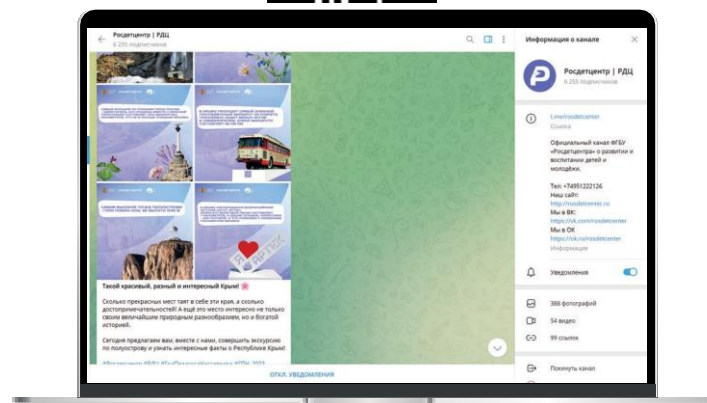 Росдетцентр | РДЦ
6 255 подписчиков
Я АРТЕК
Такой красивый, разный и интересный Крым! 🌸
Сколько прекрасных мест таят в себе эти края, а сколько
достопримечательностей! А ещё это место интересно не только
своим величайшим природным разнообразием, но и богатой
историей.
Сегодня предлагаем вам, вместе с нами, совершить экскурсию
по полуострову и узнать интересные факты о Республике Крым!
ОТКЛ. УВЕДОМЛЕНИЯ
Информация о канале
Росдетцентр | РДЦ
6 255 подписчиков
t.me/rosdetcenter
Ссылка
Официальный канал ФГБУ
«Росдетцентра» о развитии и
воспитании детей и
молодёжи.
Тел: +74951222126
Наш сайт:
http://rosdetcenter.ru
Мы в ВК:
https://vk.com/rosdetcenter
Мы в ОК
https://ok.ru/rosdetcenter
Информация
Уведомления
388 фотографий
54 видео
99 ссылок
Покинуть канал